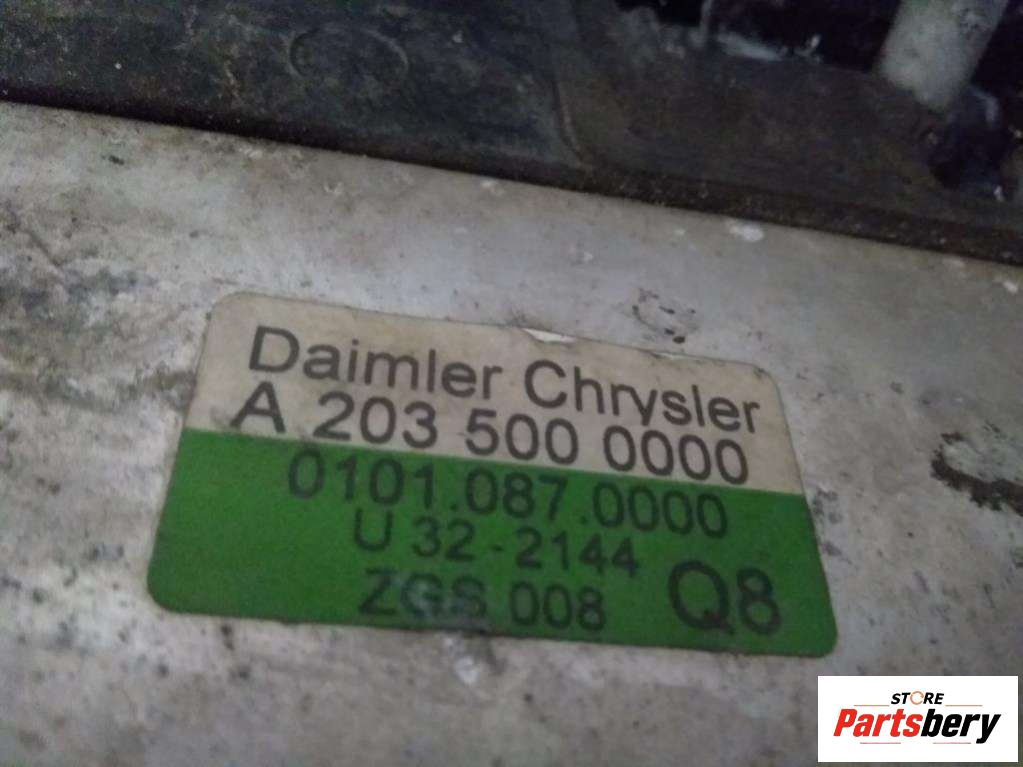 Daimler Chrysler
A 203 500 0000
0101.087.0000
U 32 - 2144
ZGS 008 Q8
STORE
Partsbery